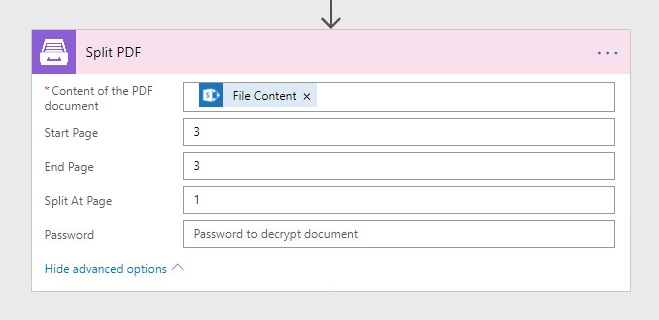 Split PDF
...
* Content of the PDF
document
File Content ×
Start Page
3
End Page
3
Split At Page
1
Password
Password to decrypt document
Hide advanced options